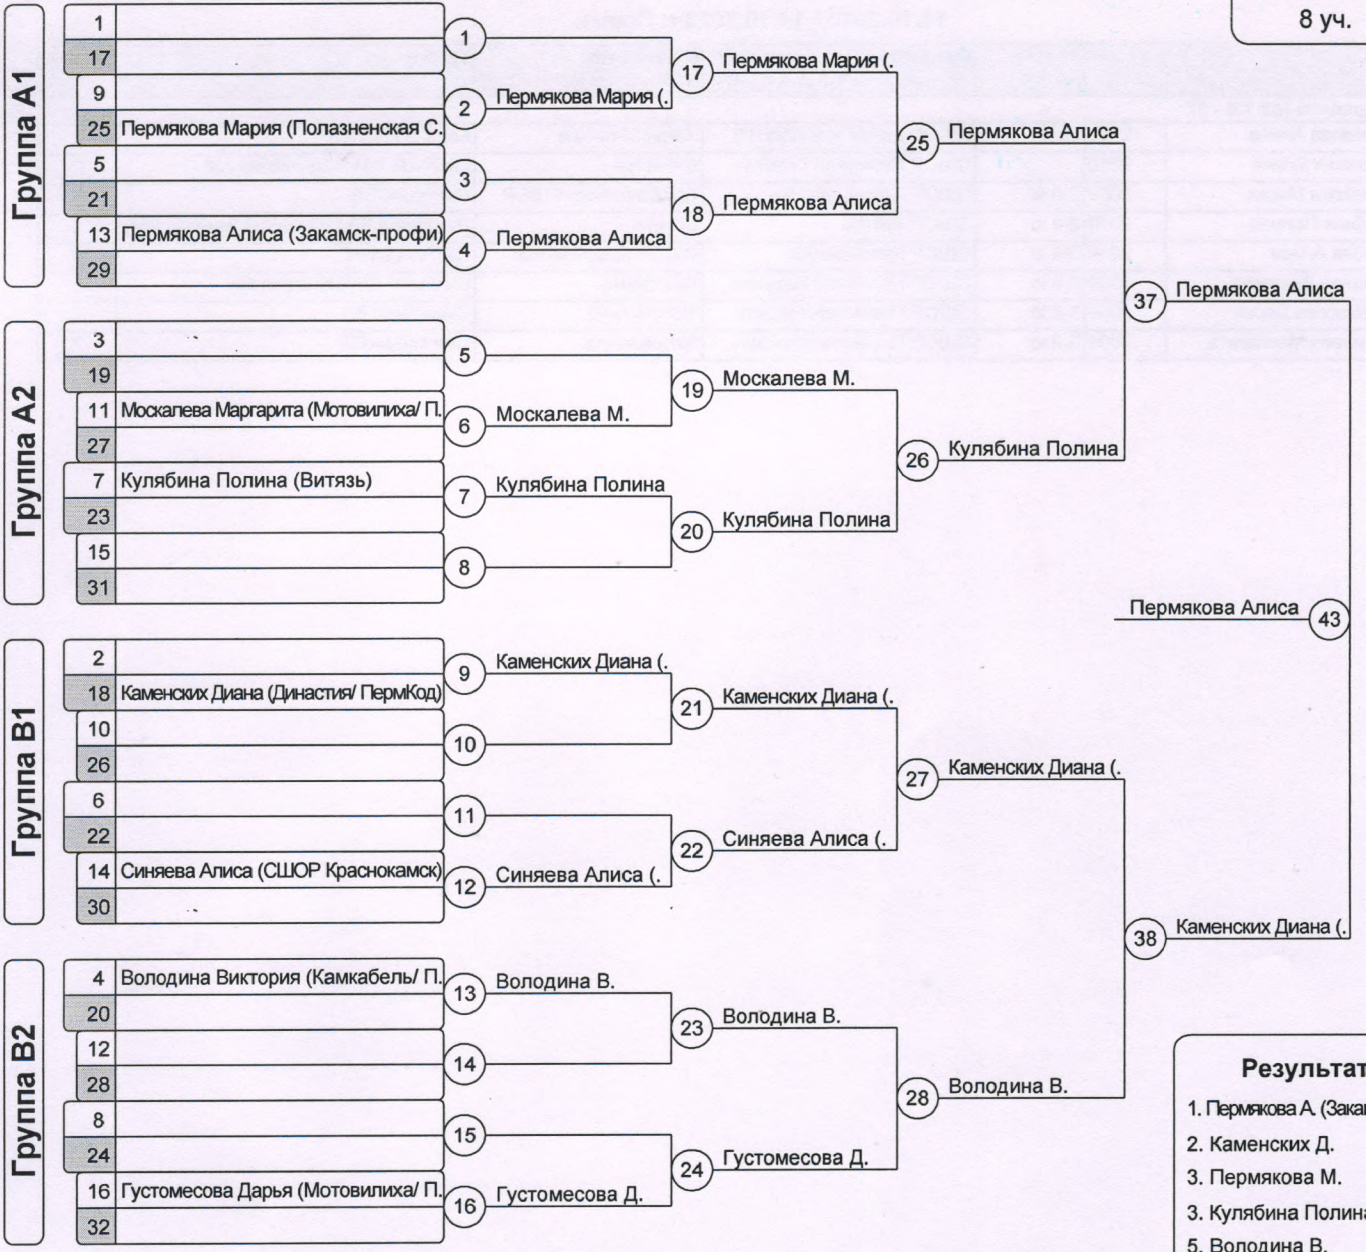 8 уч.
Группа A1
1
17
9
25 Пермякова Мария (Полазненская С.
5
21
13 Пермякова Алиса (Закамск-профи)
29
1
2 Пермякова Мария (.
3
4 Пермякова Алиса
17 Пермякова Мария (.
18 Пермякова Алиса
25 Пермякова Алиса
Группа A2
3
19
11 Москалева Маргарита (Мотовилиха/ П.
27
7 Кулябина Полина (Витязь)
23
15
31
5
6 Москалева М.
7 Кулябина Полина
8
19 Москалева М.
20 Кулябина Полина
26 Кулябина Полина
37 Пермякова Алиса
Пермякова Алиса 43
Группа B1
2
18 Каменских Диана (Династия/ ПермКод)
10
26
6
22
14 Синяева Алиса (СШОР Краснокамск)
30
9 Каменских Диана (.
10
11
12 Синяева Алиса (.
21 Каменских Диана (.
22 Синяева Алиса (.
27 Каменских Диана (.
Группа B2
4 Володина Виктория (Камкабель/ П.
20
12
28
8
24
16 Густомесова Дарья (Мотовилиха/ П.
32
13 Володина В.
14
15
16 Густомесова Д.
23 Володина В.
24 Густомесова Д.
28 Володина В.
38 Каменских Диана (.
Результат
1. Пермякова А. (Закам
2. Каменских Д.
3. Пермякова М.
3. Кулябина Полина
5. Володина В.